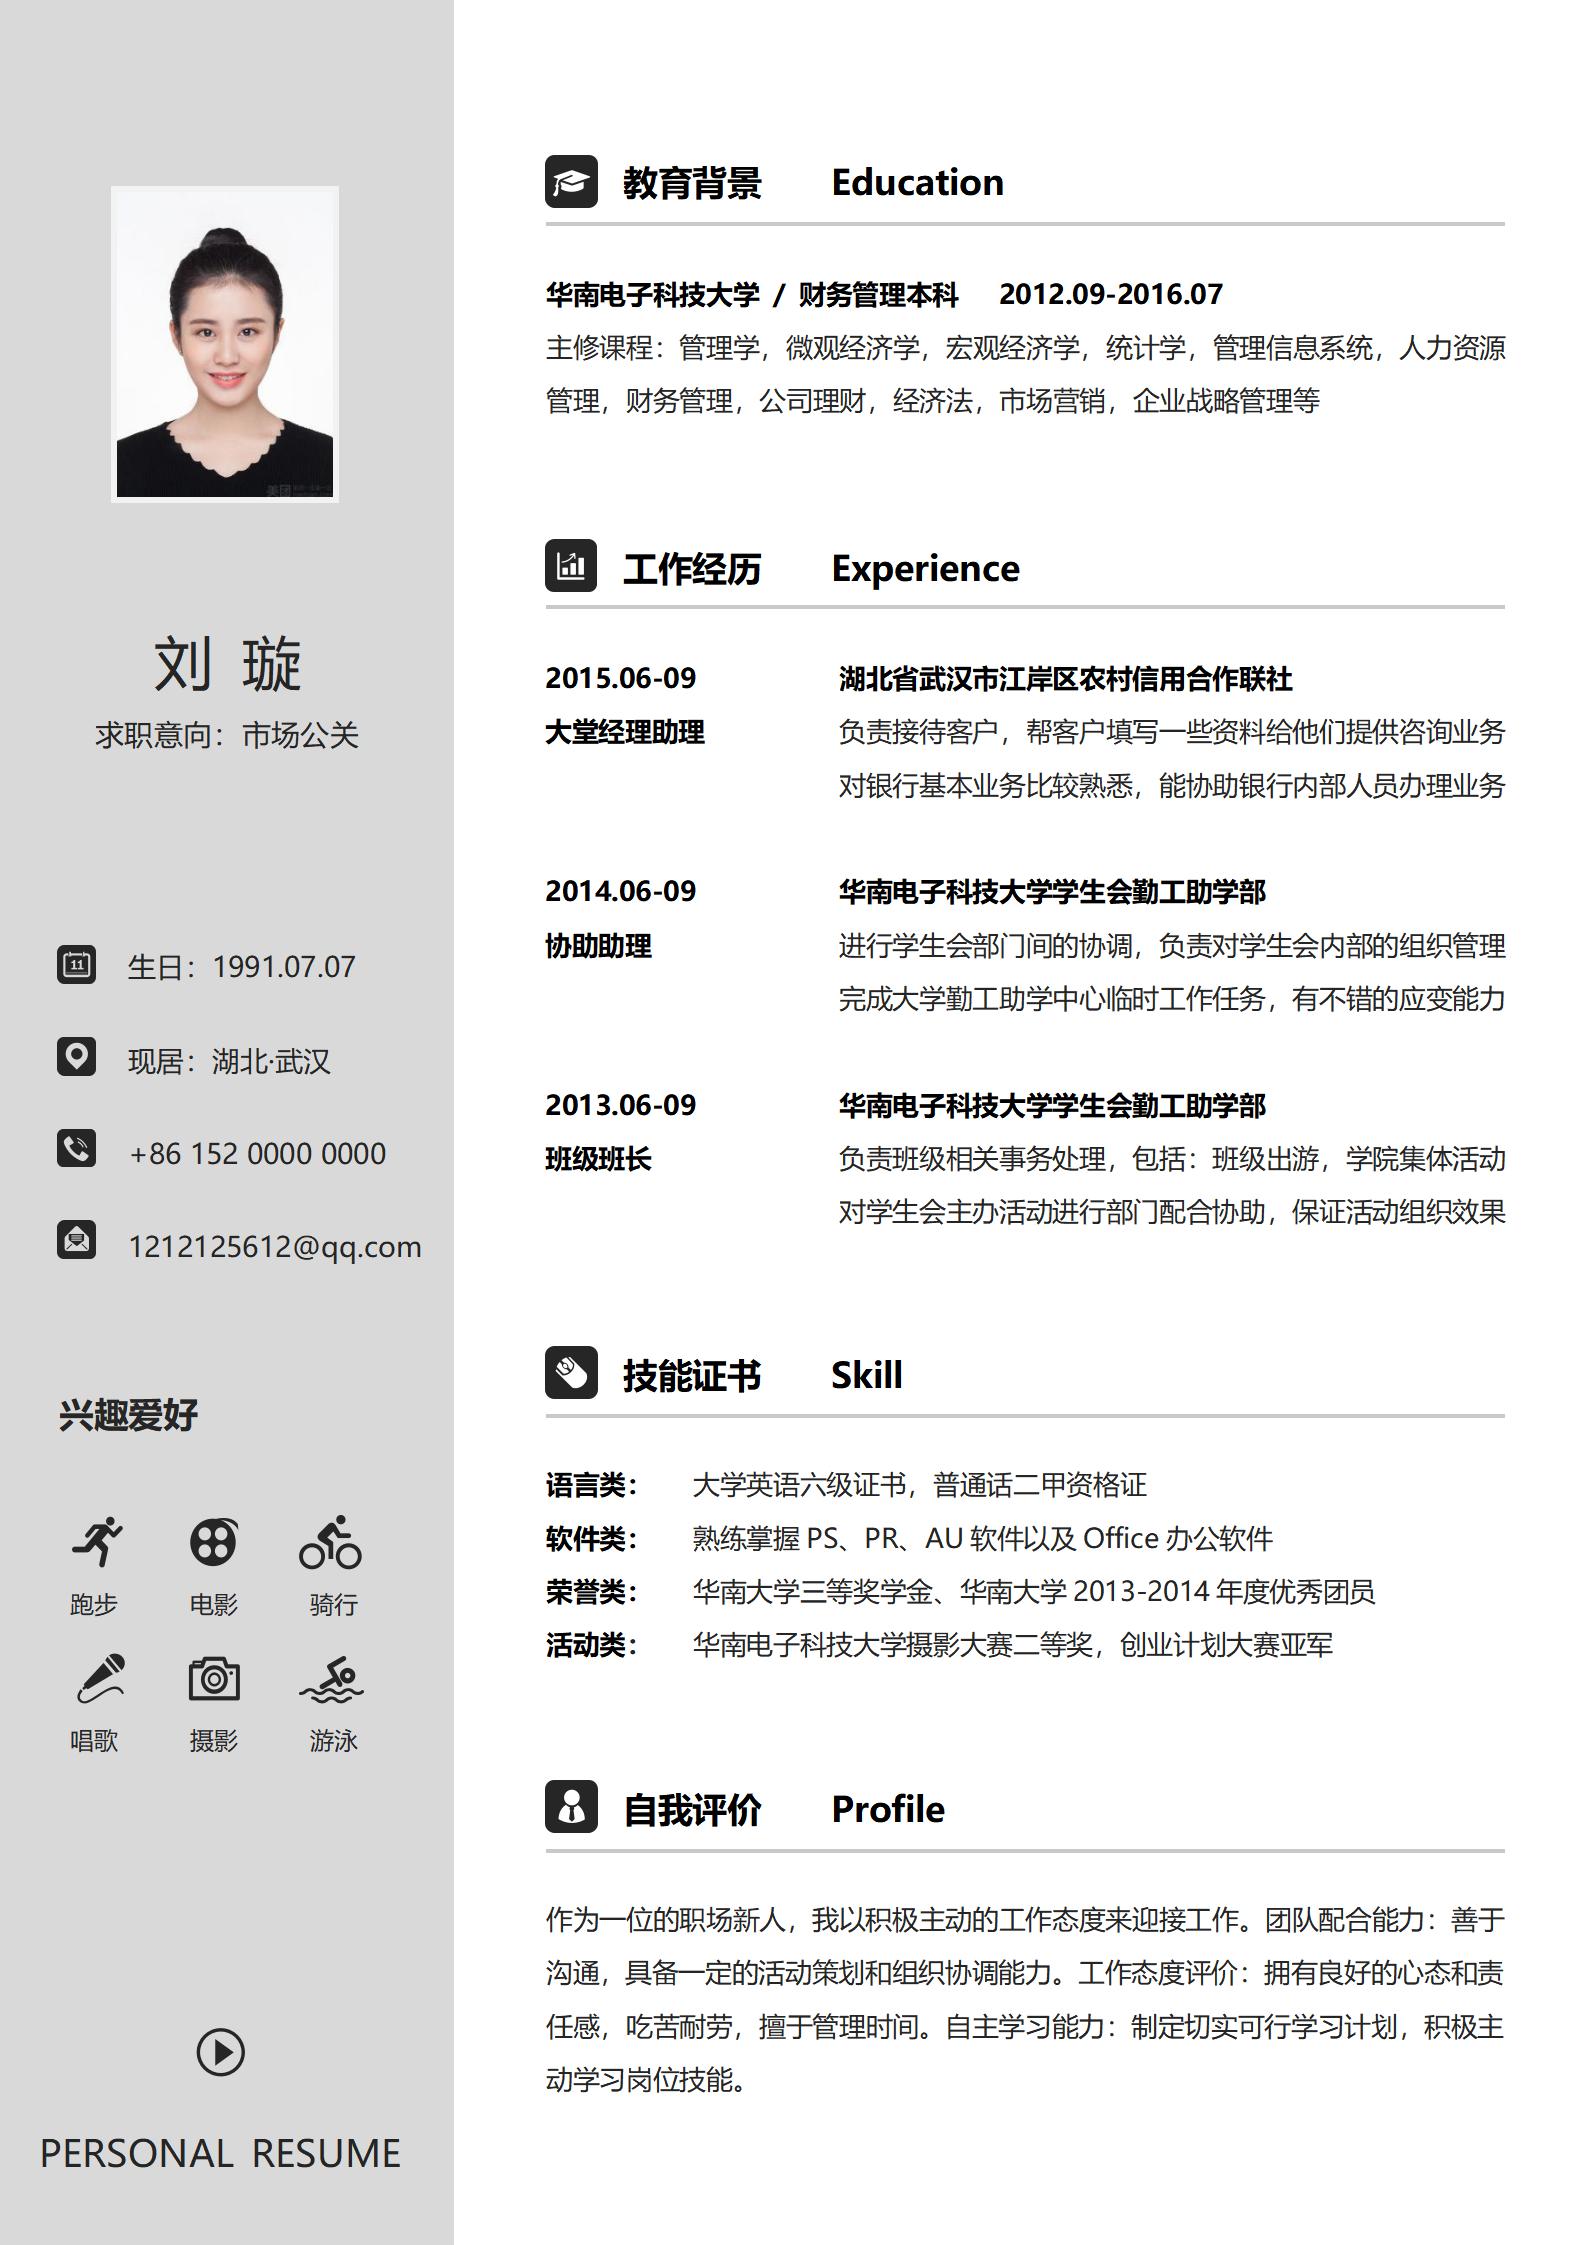 刘 璇
求职意向：市场公关
11
生日：1991.07.07
现居：湖北·武汉
+86 152 0000 0000
1212125612@qq.com
兴趣爱好
跑步 电影 骑行
唱歌 摄影 游泳
PERSONAL RESUME
教育背景 Education
华南电子科技大学 / 财务管理本科 2012.09-2016.07
主修课程：管理学，微观经济学，宏观经济学，统计学，管理信息系统，人力资源
管理，财务管理，公司理财，经济法，市场营销，企业战略管理等
工作经历 Experience
2015.06-09 湖北省武汉市江岸区农村信用合作联社
大堂经理助理 负责接待客户，帮客户填写一些资料给他们提供咨询业务
对银行基本业务比较熟悉，能协助银行内部人员办理业务
2014.06-09 华南电子科技大学学生会勤工助学部
协助助理 进行学生会部门间的协调，负责对学生会内部的组织管理
完成大学勤工助学中心临时工作任务，有不错的应变能力
2013.06-09 华南电子科技大学学生会勤工助学部
班级班长 负责班级相关事务处理，包括：班级出游，学院集体活动
对学生会主办活动进行部门配合协助，保证活动组织效果
技能证书 Skill
语言类： 大学英语六级证书，普通话二甲资格证
软件类： 熟练掌握 PS、PR、AU 软件以及 Office 办公软件
荣誉类： 华南大学三等奖学金、华南大学 2013-2014 年度优秀团员
活动类： 华南电子科技大学摄影大赛二等奖，创业计划大赛亚军
自我评价 Profile
作为一位的职场新人，我以积极主动的工作态度来迎接工作。团队配合能力：善于
沟通，具备一定的活动策划和组织协调能力。工作态度评价：拥有良好的心态和责
任感，吃苦耐劳，擅于管理时间。自主学习能力：制定切实可行学习计划，积极主
动学习岗位技能。